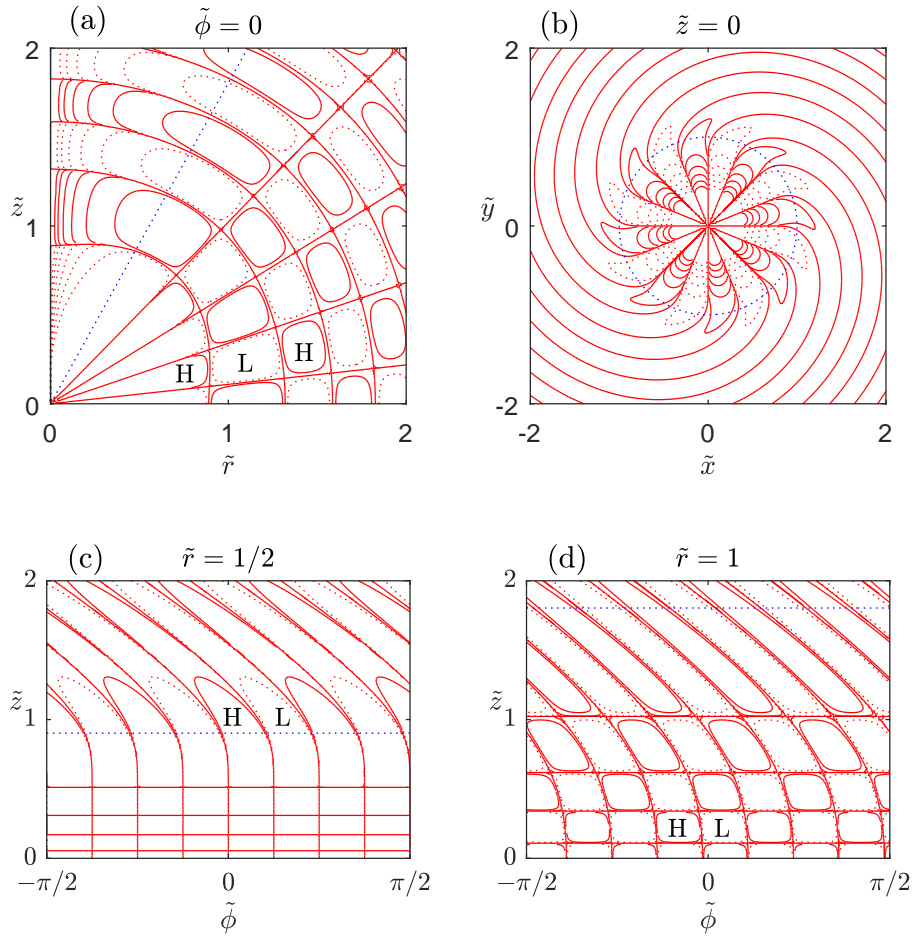 (a) ϕ̃ = 0
2
1
0
z̃
H L H
0 1 2
r̃
(b) z̃ = 0
2
0
-2
ỹ
-2 0 2
x̃
(c) r̃ = 1/2
2
1
0
z̃
H L
−π/2 0 π/2
ϕ̃
(d) r̃ = 1
2
1
0
z̃
H L
−π/2 0 π/2
ϕ̃